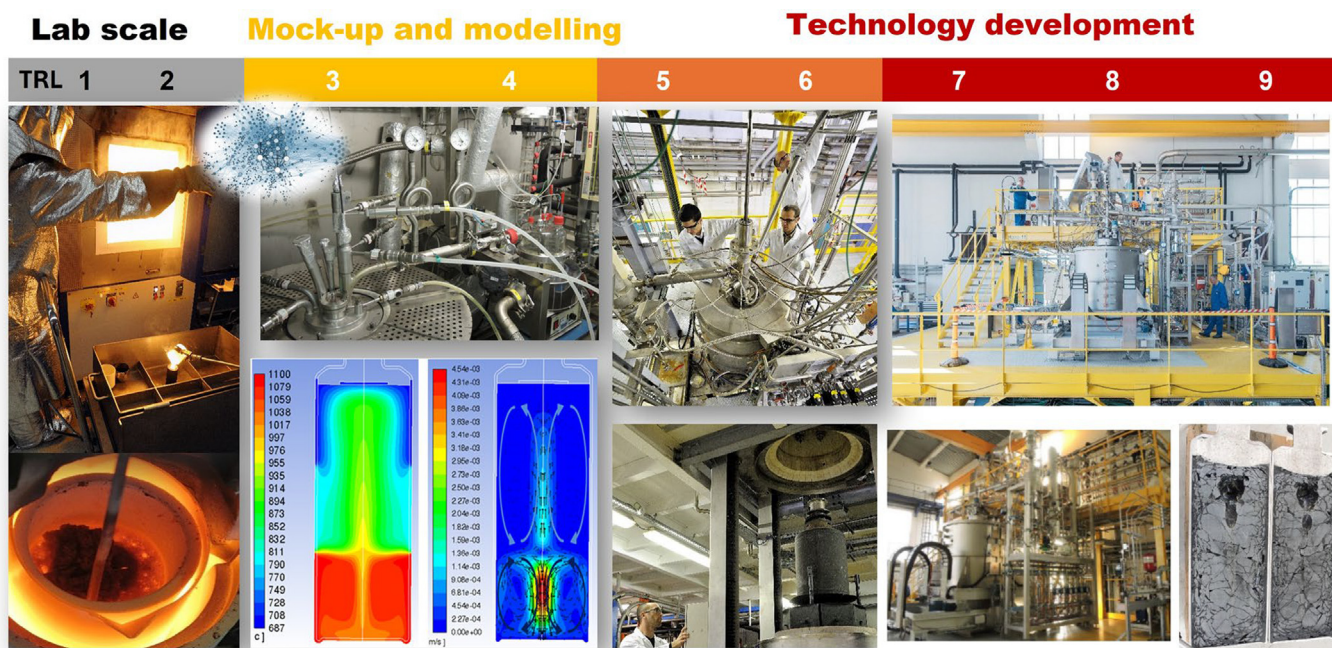 Lab scale
Mock-up and modelling
Technology development
TRL 1 2 3 4 5 6 7 8 9
1100
1079
1059
1038
1017
997
976
955
935
914
894
873
852
832
811
790
770
749
728
708
687
c ]
4.54e-03
4.31e-03
4.09e-03
3.86e-03
3.63e-03
3.41e-03
3.18e-03
2.95e-03
2.73e-03
2.50e-03
2.27e-03
2.04e-03
1.82e-03
1.59e-03
1.36e-03
1.14e-03
9.08e-04
6.81e-04
4.54e-04
2.27e-04
0.00e+00
m/s ]